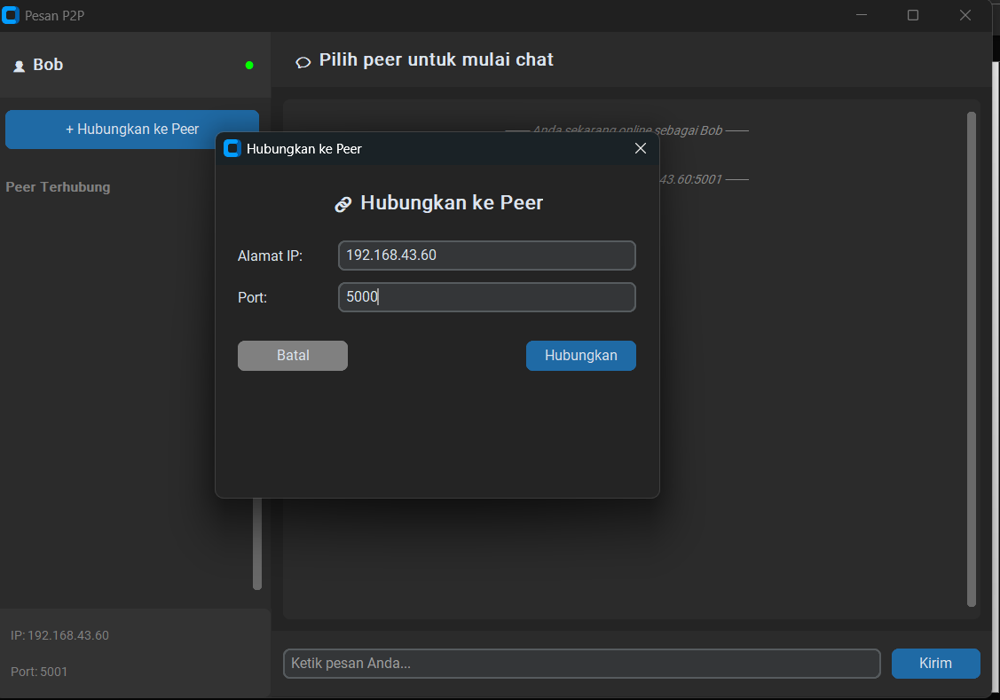 Pesan P2P
Bob
Pilih peer untuk mulai chat
+ Hubungkan ke Peer
Anda sekarang online sebagai Bob
Hubungkan ke Peer
43.60:5001
Peer Terhubung
Hubungkan ke Peer
Alamat IP: 192.168.43.60
Port: 5000
Batal Hubungkan
IP: 192.168.43.60
Port: 5001
Ketik pesan Anda...
Kirim